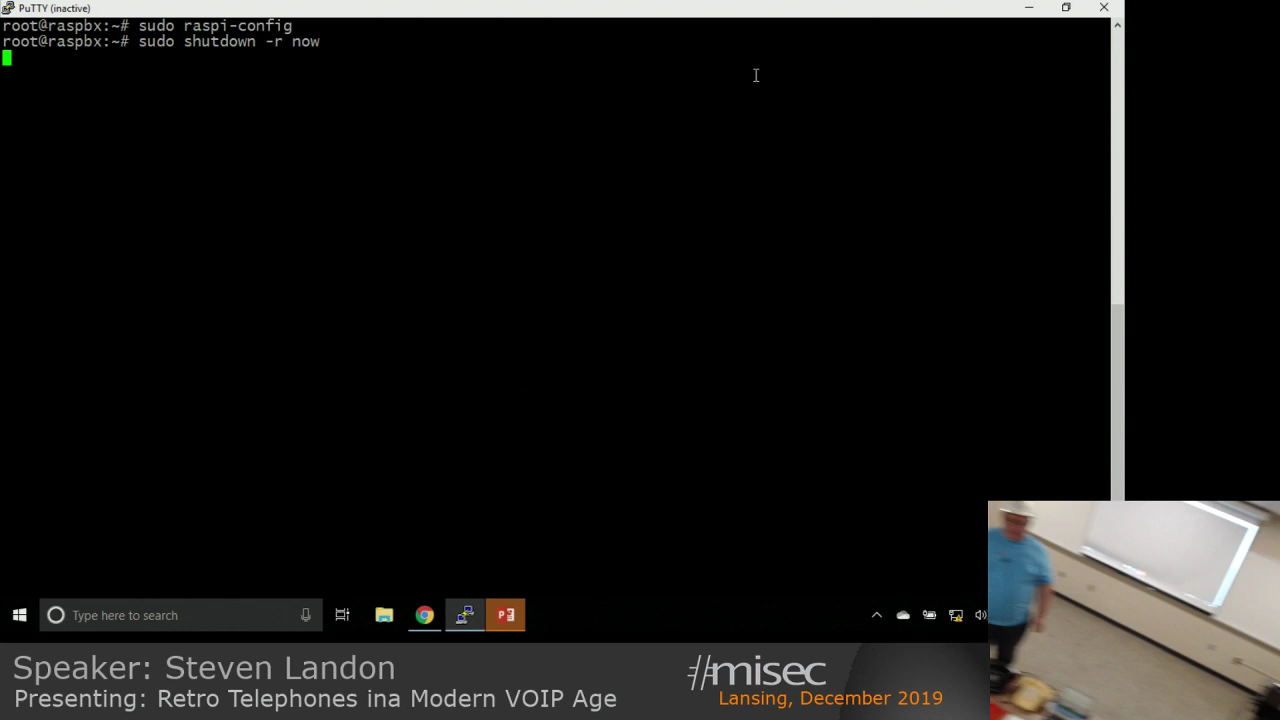 PuTTY (inactive)
root@raspbx:~# sudo raspi-config
root@raspbx:~# sudo shutdown -r now
Type here to search
Speaker: Steven Landon
Presenting: Retro Telephones ina Modern VOIP Age
//misec
Lansing, December 2019